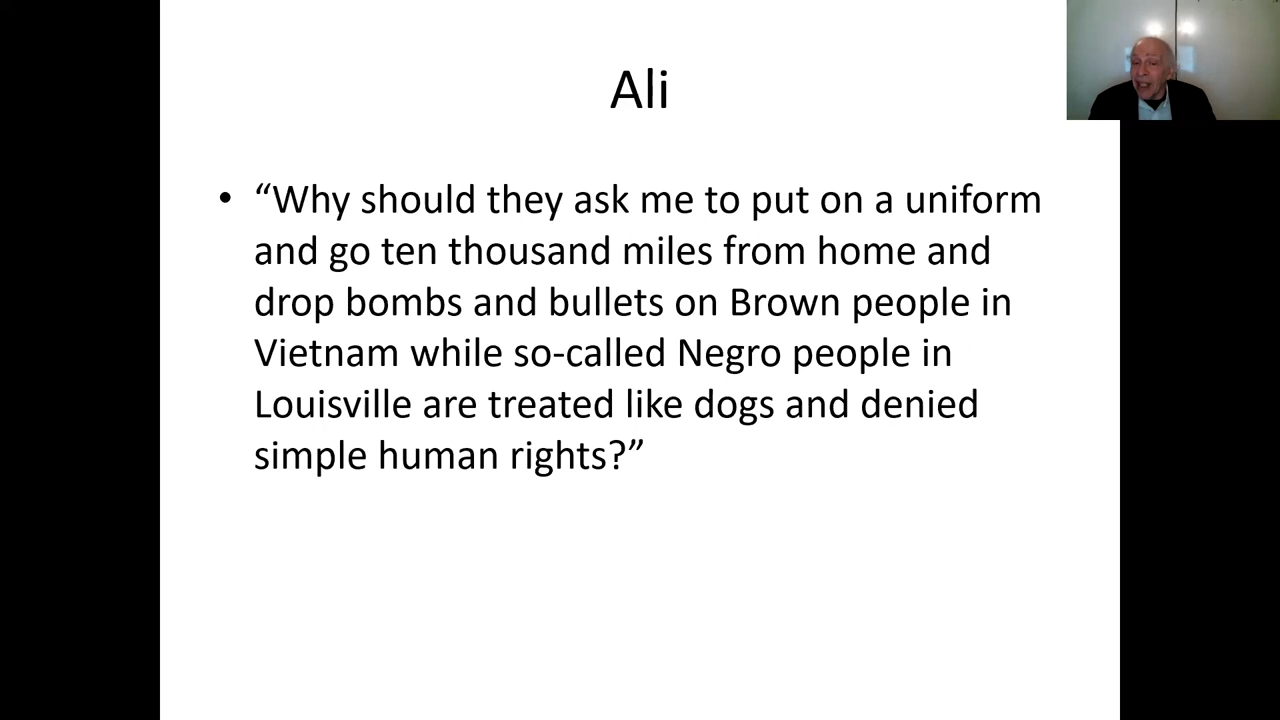 Ali
• “Why should they ask me to put on a uniform
and go ten thousand miles from home and
drop bombs and bullets on Brown people in
Vietnam while so-called Negro people in
Louisville are treated like dogs and denied
simple human rights?”